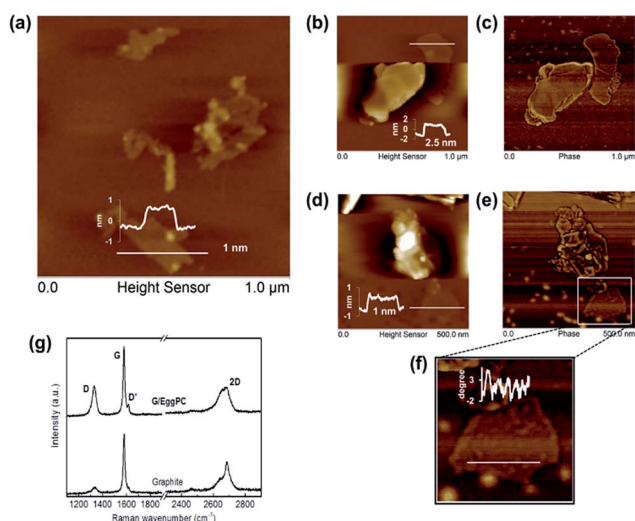 (a)
1
0
-1
nm
1 nm
0.0 Height Sensor 1.0 µm
(b)
2
0
-2
nm
2.5 nm
0.0 Height Sensor 1.0 µm
(c)
0.0 Phase 1.0 µm
(d)
1
-1
nm
1 nm
0.0 Height Sensor 500.0 nm
(e)
0.0 Phase 500.0 nm
(f)
degree
3
-2
(g)
Intensity (a.u.)
D
G
D'
G/EggPC
2D
Graphite
1200 1400 1600 1800 2400 2600 2800
Raman wavenumber (cm⁻¹)